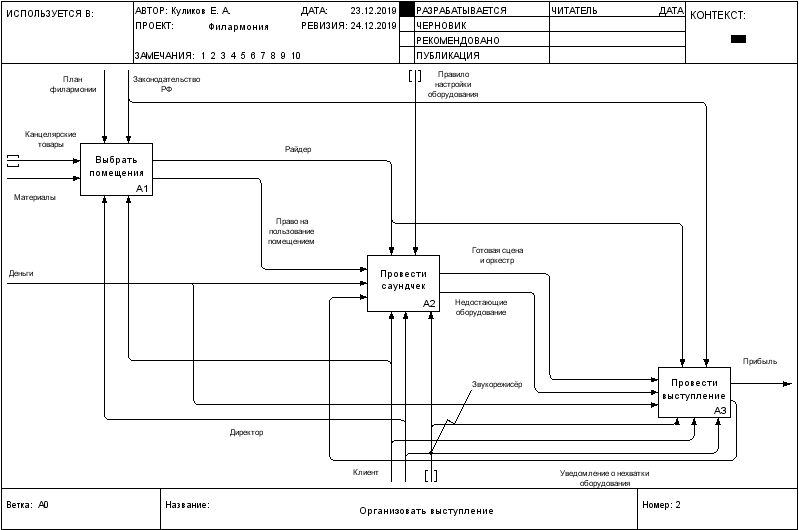 ИСПОЛЬЗУЕТСЯ В:
АВТОР: Куликов Е. А.
ДАТА: 23.12.2019
ПРОЕКТ: Филармония
РЕВИЗИЯ: 24.12.2019
ЗАМЕЧАНИЯ: 1 2 3 4 5 6 7 8 9 10
РАЗРАБАТЫВАЕТСЯ
ЧЕРНОВИК
РЕКОМЕНДОВАНО
ПУБЛИКАЦИЯ
ЧИТАТЕЛЬ ДАТА
КОНТЕКСТ:
План
филармонии
Законодательство
РФ
Правило
настройки
оборудования
Канцелярские
товары
Выбрать
помещения
A1
Райдер
Материалы
Право на
пользование
помещением
Готовая сцена
и оркестр
Деньги
Провести
саундчек
A2
Недостающие
оборудование
Прибыль
Провести
выступление
A3
Звукорежисёр
Директор
Клиент
Уведомление о нехватки
оборудования
Ветка: A0
Название:
Организовать выступление
Номер: 2